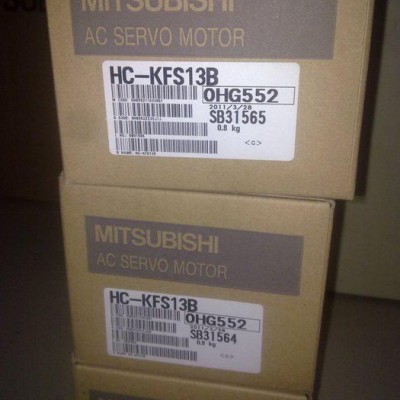 MITSUBISHI
AC SERVO MOTOR
HC-KFS13B
OHG552
2011/3/28
SB31565
0.8 kg
<G>
MITSUBISHI
AC SERVO MOTOR
HC-KFS13B
OHG552
SB31564
0.8 kg
<G>